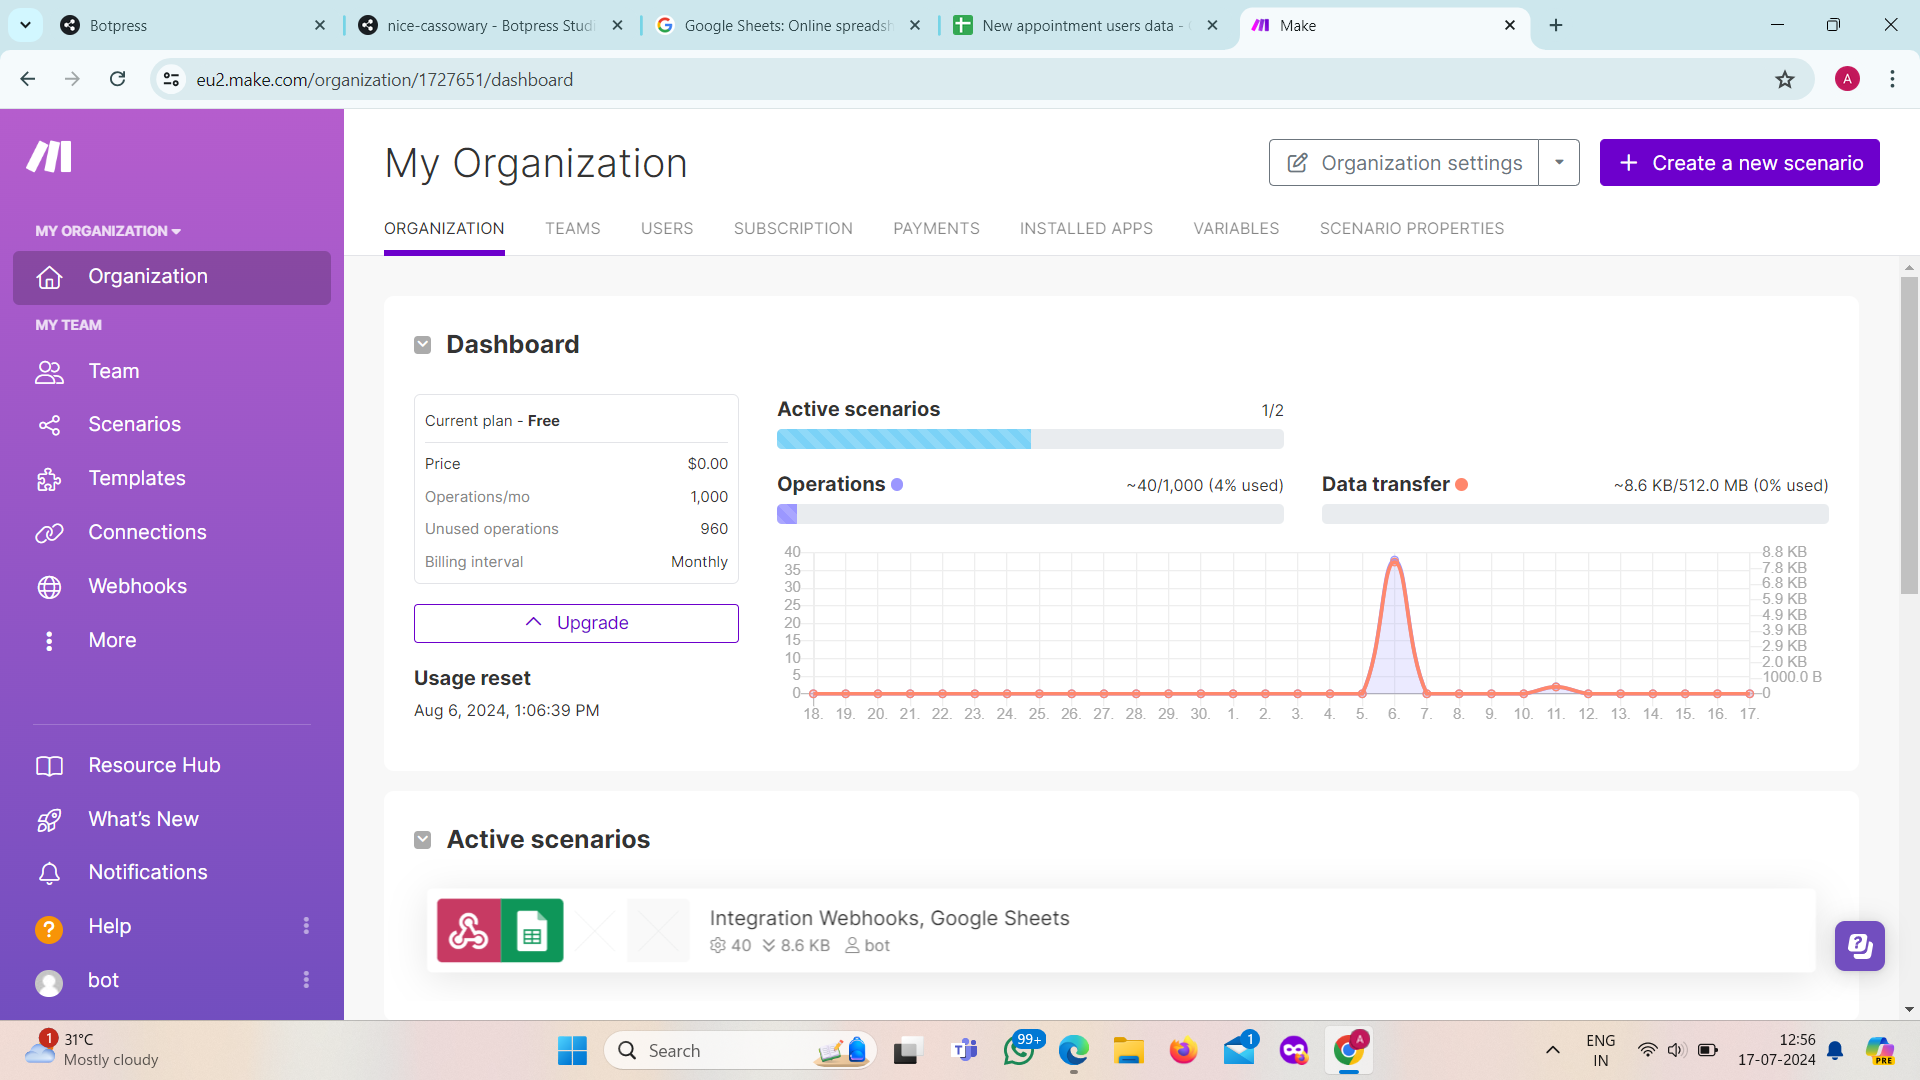 Botpress
nice-cassowary - Botpress Studi
Google Sheets: Online spreadsh
New appointment users data -
Make
eu2.make.com/organization/1727651/dashboard
A
MY ORGANIZATION
Organization
MY TEAM
Team
Scenarios
Templates
Connections
Webhooks
More
Resource Hub
What's New
Notifications
Help
bot
My Organization
Organization settings
Create a new scenario
ORGANIZATION TEAMS USERS SUBSCRIPTION PAYMENTS INSTALLED APPS VARIABLES SCENARIO PROPERTIES
Dashboard
Current plan - Free
Price $0.00
Operations/mo 1,000
Unused operations 960
Billing interval Monthly
Upgrade
Usage reset
Aug 6, 2024, 1:06:39 PM
Active scenarios 1/2
Operations ~40/1,000 (4% used)
Data transfer ~8.6 KB/512.0 MB (0% used)
40 8.8 KB
35 7.8 KB
30 6.8 KB
25 5.9 KB
20 4.9 KB
15 3.9 KB
2.9 KB
10 2.0 KB
5 1000.0 B
0 0
18. 19. 20. 21. 22. 23. 24. 25. 26. 27. 28. 29. 30. 1. 2. 3. 4. 5. 6. 7. 8. 9. 10. 11. 12. 13. 14. 15. 16. 17.
Active scenarios
Integration Webhooks, Google Sheets
40 8.6 KB bot
1
31°C
Mostly cloudy
Search
99+
1
A
ENG
IN
12:56
17-07-2024
PRE